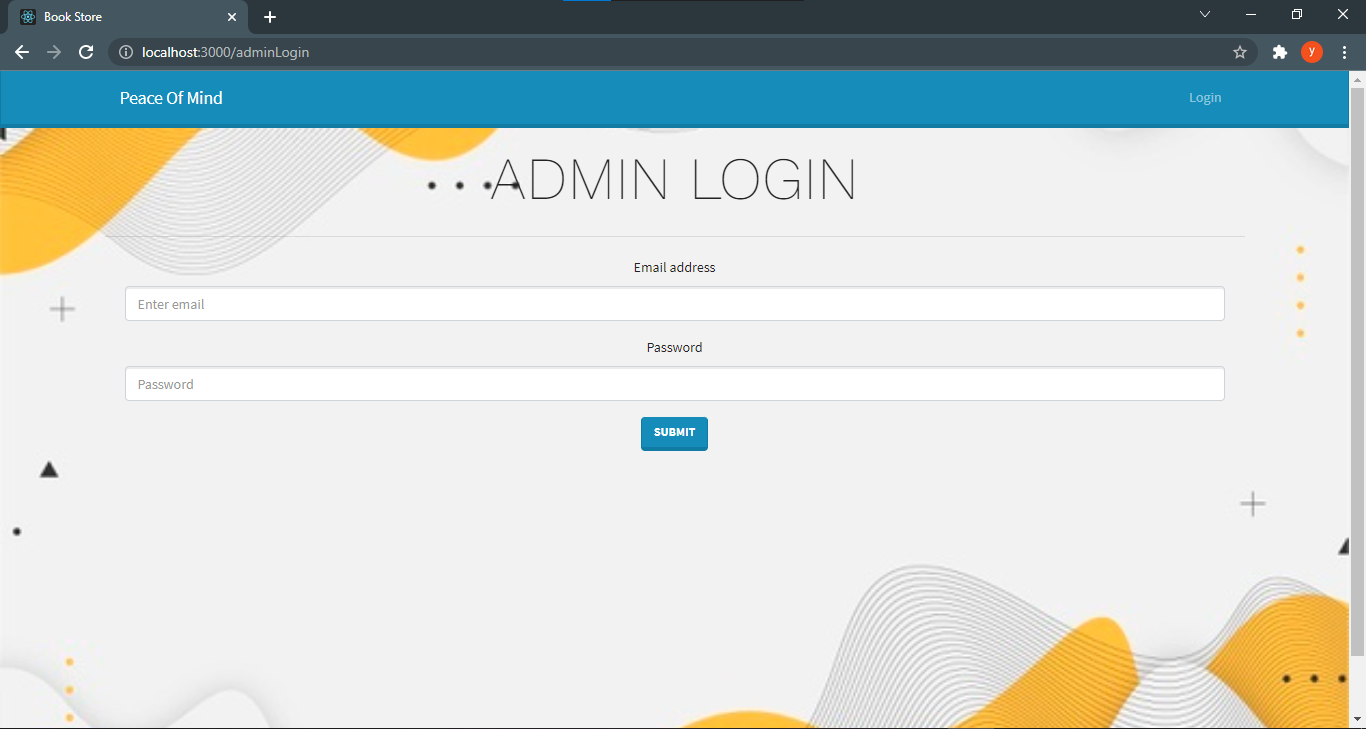 Book Store
localhost:3000/adminLogin
y
Peace Of Mind
Login
ADMIN LOGIN
Email address
Enter email
Password
Password
SUBMIT